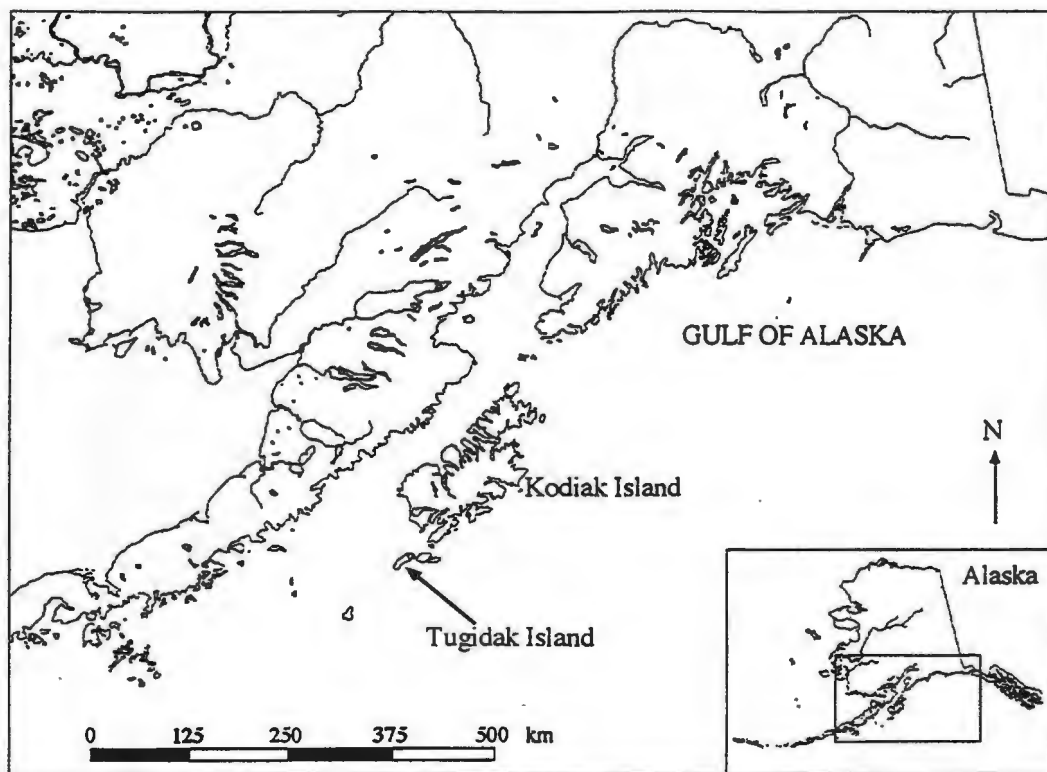 GULF OF ALASKA
N
Kodiak Island
Alaska
Tugidak Island
0 125 250 375 500 km